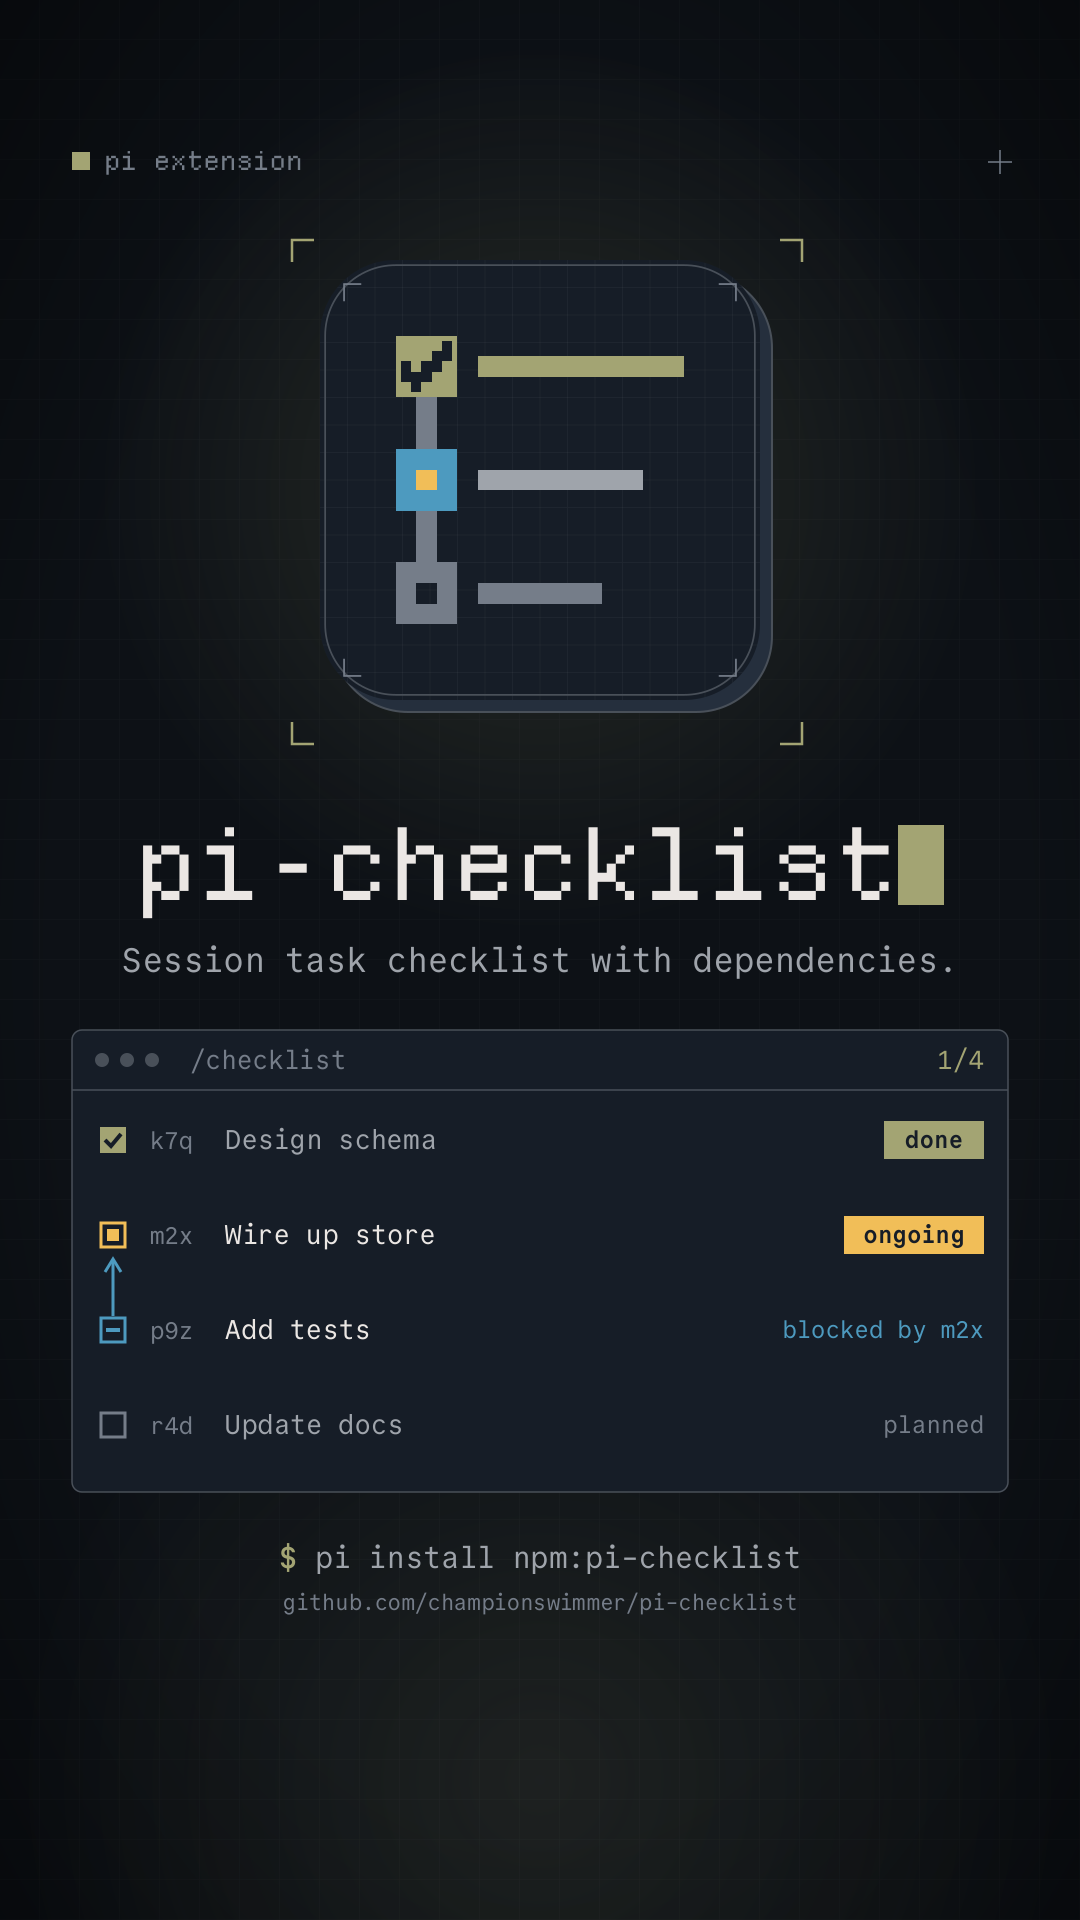 pi extension
pi-checklist
Session task checklist with dependencies.
/checklist 1/4
k7q Design schema done
m2x Wire up store ongoing
p9z Add tests blocked by m2x
r4d Update docs planned
$ pi install npm:pi-checklist
github.com/championswimmer/pi-checklist